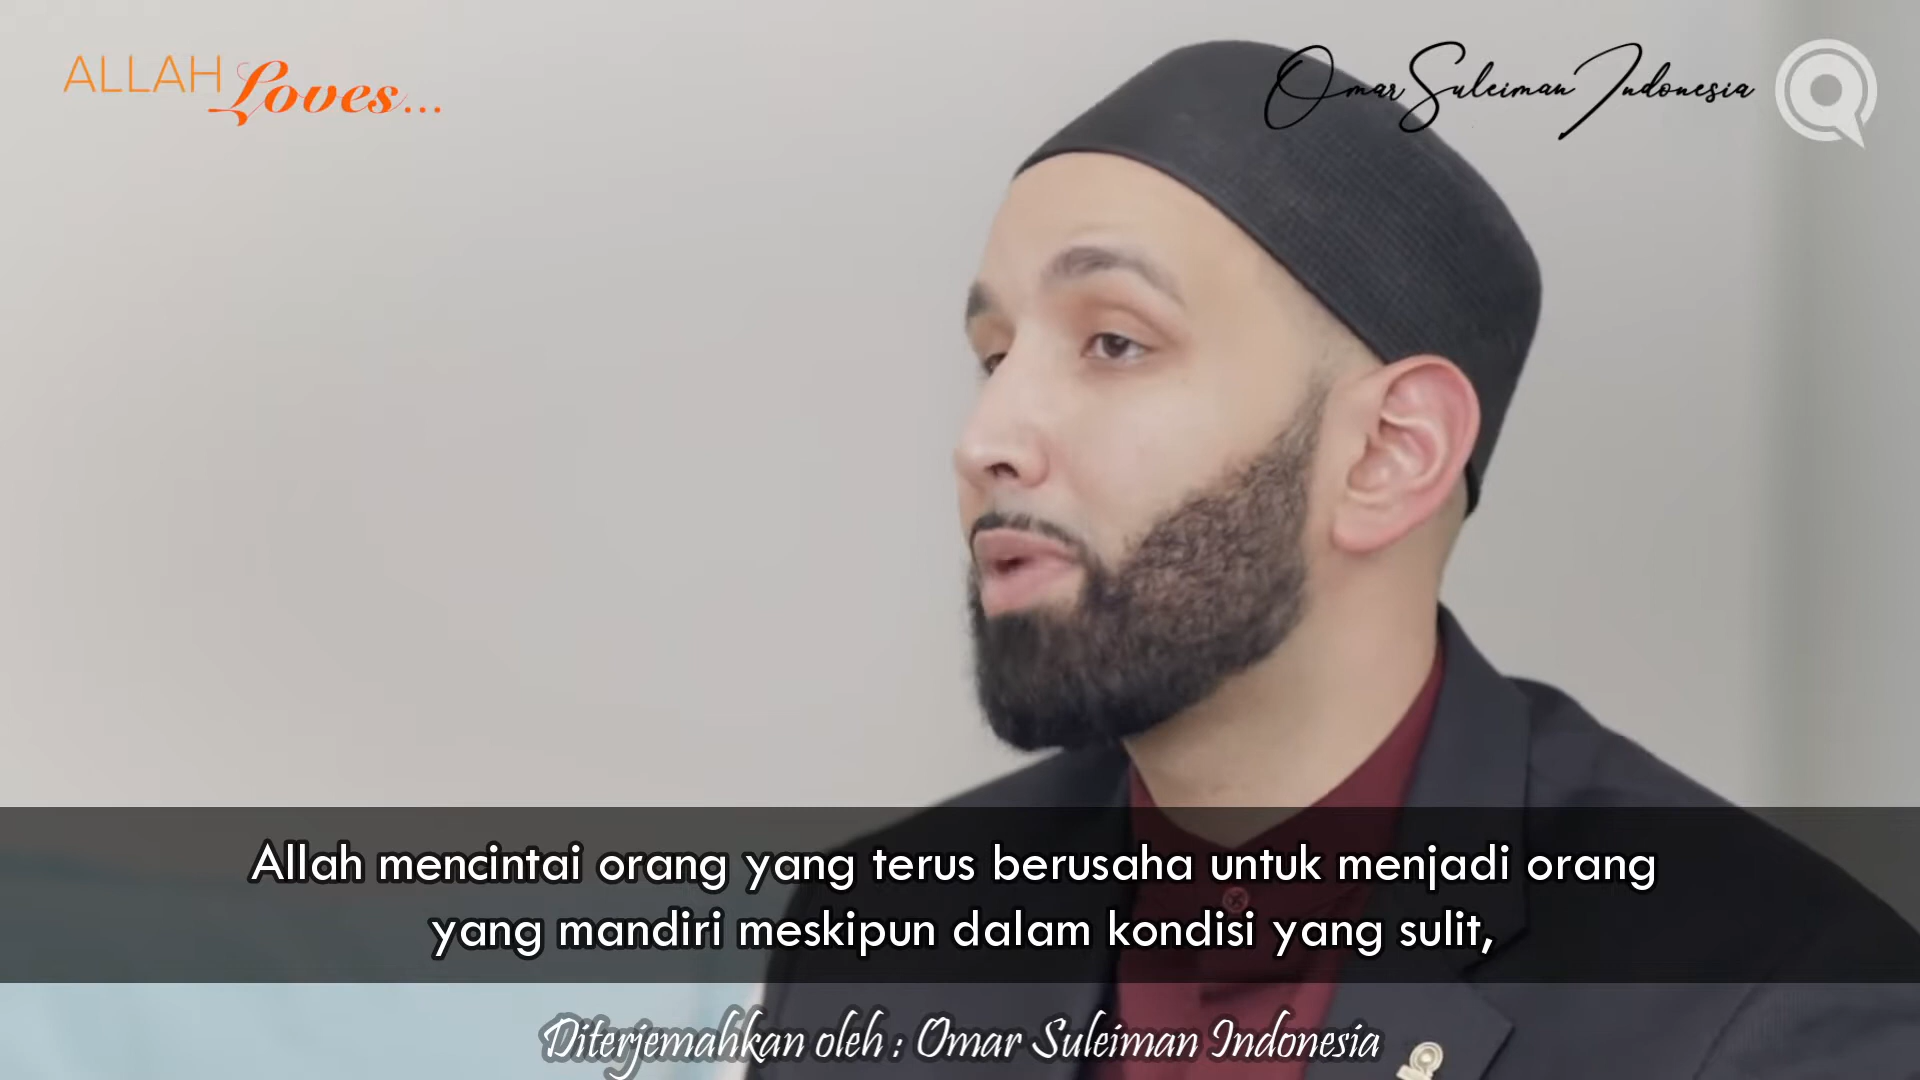 ALLAH Loves...
Omar Suleiman Indonesia
Allah mencintai orang yang terus berusaha untuk menjadi orang
yang mandiri meskipun dalam kondisi yang sulit,
Diterjemahkan oleh : Omar Suleiman Indonesia